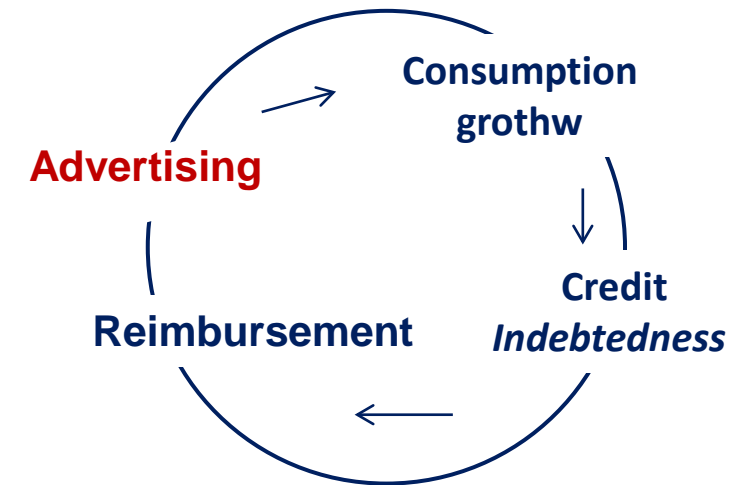 Consumption
grothw
Advertising
Credit
Indebtedness
Reimbursement